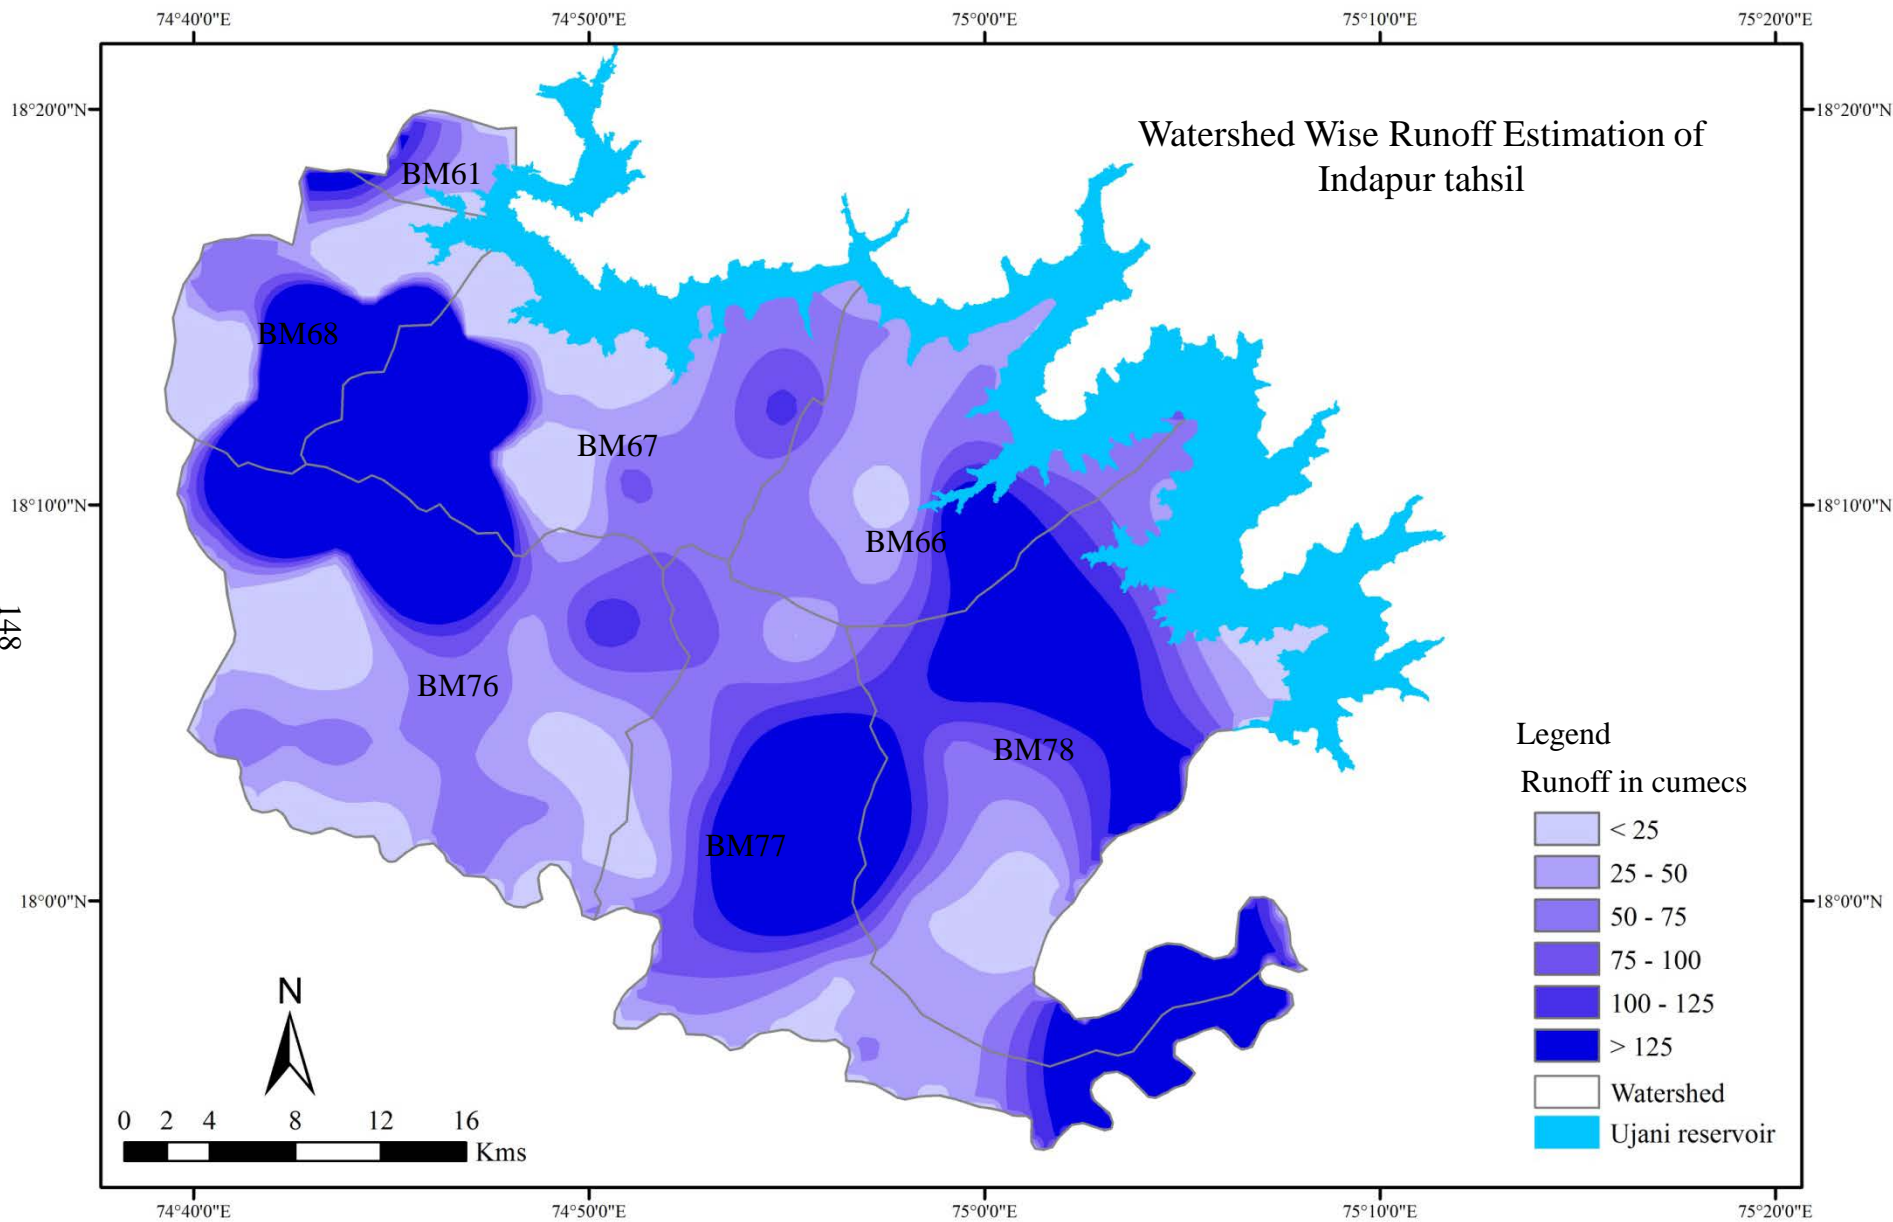 74°40'0"E
74°50'0"E
75°0'0"E
75°10'0"E
75°20'0"E
18°20'0"N
18°20'0"N
Watershed Wise Runoff Estimation of
Indapur tahsil
BM61
BM68
BM67
18°10'0"N
18°10'0"N
BM66
148
BM76
BM78
BM77
18°0'0"N
18°0'0"N
Legend
Runoff in cumecs
< 25
25 - 50
50 - 75
75 - 100
100 - 125
> 125
Watershed
Ujani reservoir
N
0 2 4 8 12 16
Kms
74°40'0"E
74°50'0"E
75°0'0"E
75°10'0"E
75°20'0"E